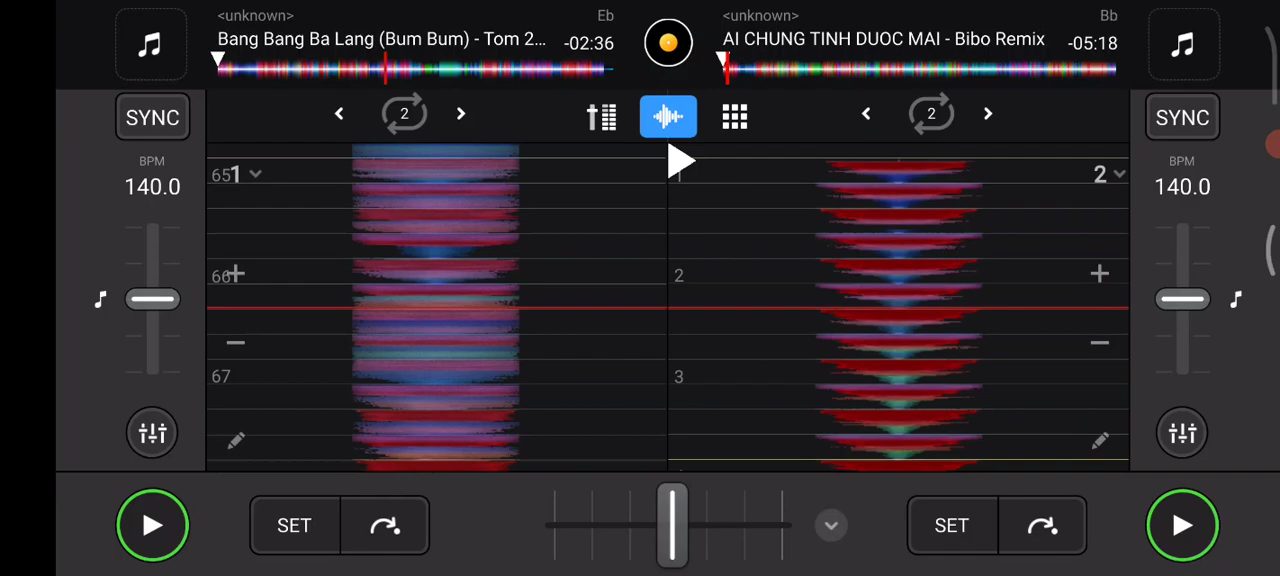 <unknown>
Eb
Bang Bang Ba Lang (Bum Bum) - Tom 2...
-02:36
<unknown>
Bb
AI CHUNG TINH DUOC MAI - Bibo Remix
-05:18
SYNC
2
2
SYNC
BPM
140.0
BPM
140.0
65
1
1
2
66
2
67
3
SET
SET